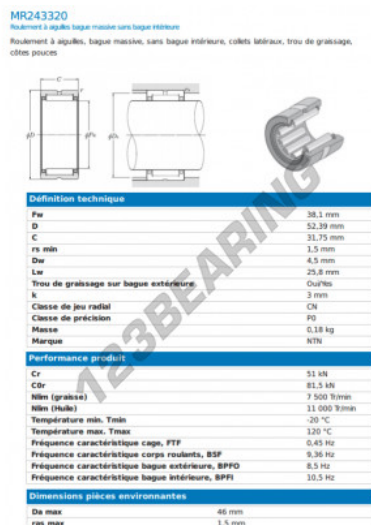 MR243320
Roulement à aiguilles bague massive sans bague intérieure
Roulement à aiguilles, bague massive, sans bague intérieure, collets latéraux, trou de graissage,
côtes pouces
C
r
φD
φFw
φDa
Définition technique
Fw 38,1 mm
D 52,39 mm
C 31,75 mm
rs min 1,5 mm
Dw 4,5 mm
Lw 25,8 mm
Trou de graissage sur bague extérieure Oui/Yes
k 3 mm
Classe de jeu radial CN
Classe de précision P0
Masse 0,18 kg
Marque NTN
123BEARING
Performance produit
Cr 51 kN
C0r 81,5 kN
Nlim (graisse) 7 500 Tr/min
Nlim (Huile) 11 000 Tr/min
Température min. Tmin -20 °C
Température max. Tmax 120 °C
Fréquence caractéristique cage, FTF 0,45 Hz
Fréquence caractéristique corps roulants, BSF 9,36 Hz
Fréquence caractéristique bague extérieure, BPFO 8,5 Hz
Fréquence caractéristique bague intérieure, BPFI 10,5 Hz
Dimensions pièces environnantes
Da max 46 mm
ras max 1,5 mm